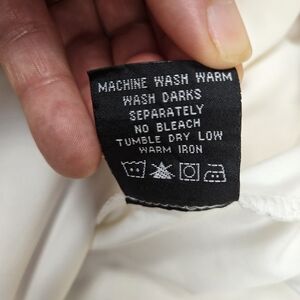 MACHINE WASH WARM
WASH DARKS
SEPARATELY
NO BLEACH
TUMBLE DRY LOW
WARM IRON